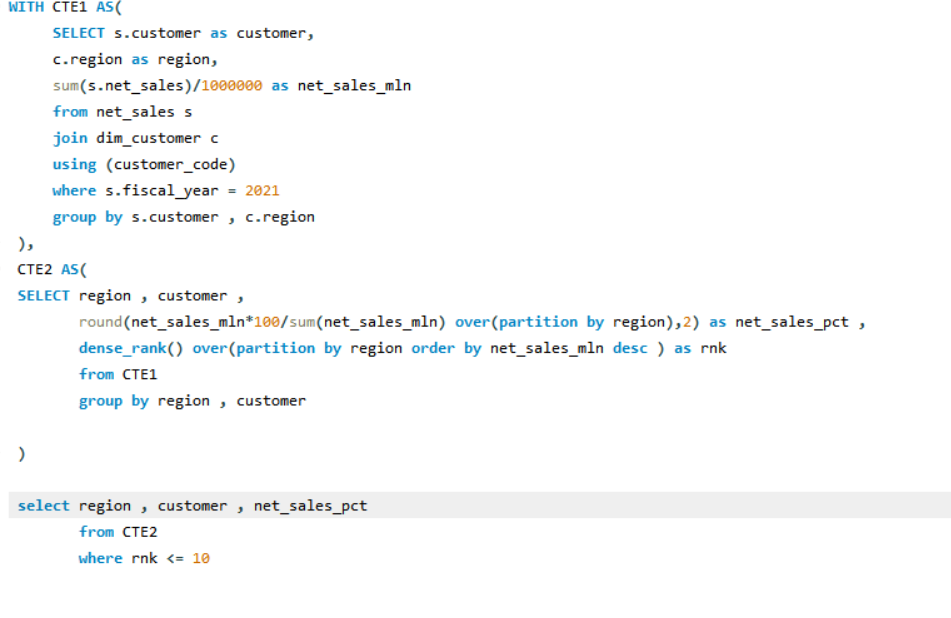 WITH CTE1 AS(
SELECT s.customer as customer,
c.region as region,
sum(s.net_sales)/1000000 as net_sales_mln
from net_sales s
join dim_customer c
using (customer_code)
where s.fiscal_year = 2021
group by s.customer , c.region
),
CTE2 AS(
SELECT region , customer ,
round(net_sales_mln*100/sum(net_sales_mln) over(partition by region),2) as net_sales_pct ,
dense_rank() over(partition by region order by net_sales_mln desc ) as rnk
from CTE1
group by region , customer
)
select region , customer , net_sales_pct
from CTE2
where rnk <= 10